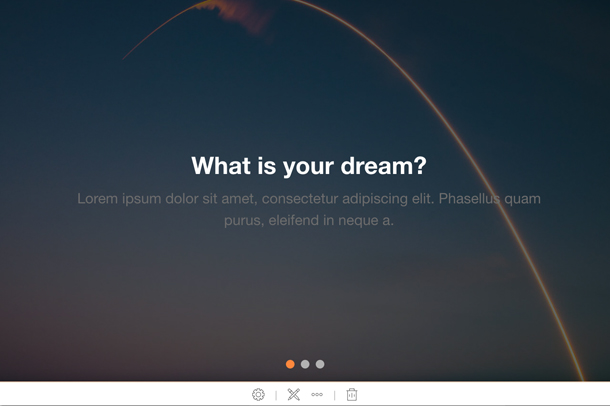 What is your dream?
Lorem ipsum dolor sit amet, consectetur adipiscing elit. Phasellus quam
purus, eleifend in neque a.